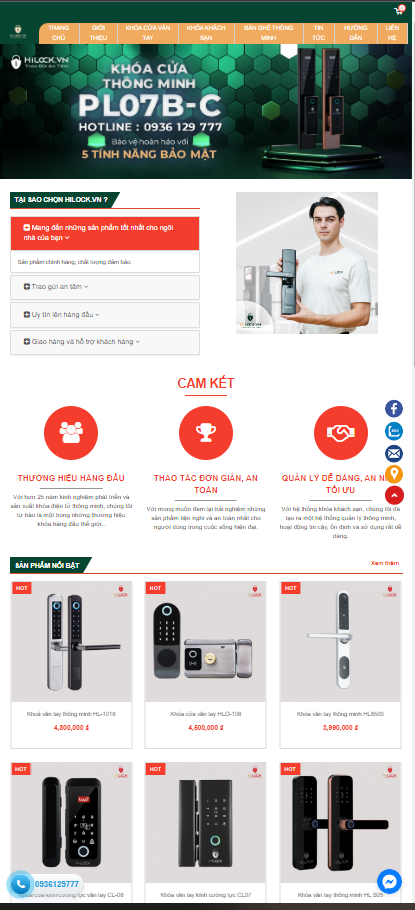 TRANG CHỦ
GIỚI THIỆU
KHÓA CỬA VÂN TAY
KHÓA KHÁCH SẠN
BẢN GHẾ THÔNG MINH
TIN TỨC
HƯỚNG DẪN
LIÊN HỆ
HILOCK.VN
KHÓA CỬA
THÔNG MINH
PL07B-C
HOTLINE : 0936 129 777
Bảo vệ hoàn hảo với
5 TÍNH NĂNG BẢO MẬT
TẠI SAO CHỌN HILOCK.VN ?
Mang đến những sản phẩm tốt nhất cho ngôi
nhà của bạn
Sản phẩm chính hãng, chất lượng đảm bảo.
Trao gửi an tâm
Uy tín lên hàng đầu
Giao hàng và hỗ trợ khách hàng
HILOCK.VN
CAM KẾT
THƯƠNG HIỆU HÀNG ĐẦU
Với hơn 25 năm kinh nghiệm phát triển và
sản xuất khóa điện tử thông minh, chúng tôi
tự hào là một trong những thương hiệu
khóa hàng đầu thế giới..
THAO TÁC ĐƠN GIẢN, AN
TOÀN
Với mong muốn đem lại trải nghiệm những
sản phẩm tiện nghi và an toàn nhất cho
người dùng trong cuộc sống hiện đại.
QUẢN LÝ DỄ DÀNG, AN
TỐI ƯU
Với hệ thống khóa khách sạn, chúng tôi đã
tạo ra một hệ thống quản lý thông minh,
hoạt động tin cậy, ổn định và sử dụng rất dễ
dàng.
SẢN PHẨM NỔI BẬT
Xem thêm
HOT
Khoá vân tay thông minh HL-1018
4,800,000 ₫
HOT
Khóa cửa vân tay HLO-108
4,500,000 ₫
HOT
Khóa vân tay thông minh HL8500
3,990,000 ₫
HOT
Khóa cửa kính cường lực vân tay CL-08
HOT
Khóa vân tay kính cường lực CL07
HOT
Khóa vân tay thông minh HL S05
0936129777